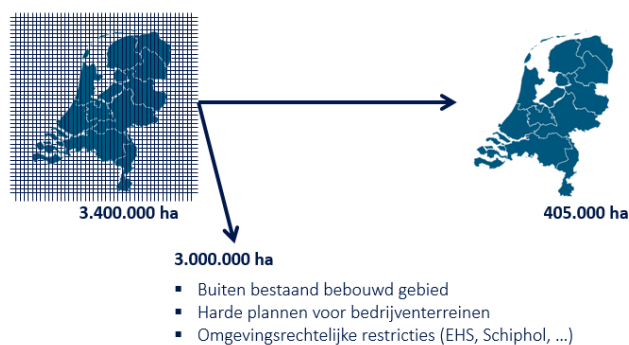 3.400.000 ha
405.000 ha
3.000.000 ha
▪ Buiten bestaand bebouwd gebied
▪ Harde plannen voor bedrijventerreinen
▪ Omgevingsrechtelijke restricties (EHS, Schiphol, ...)